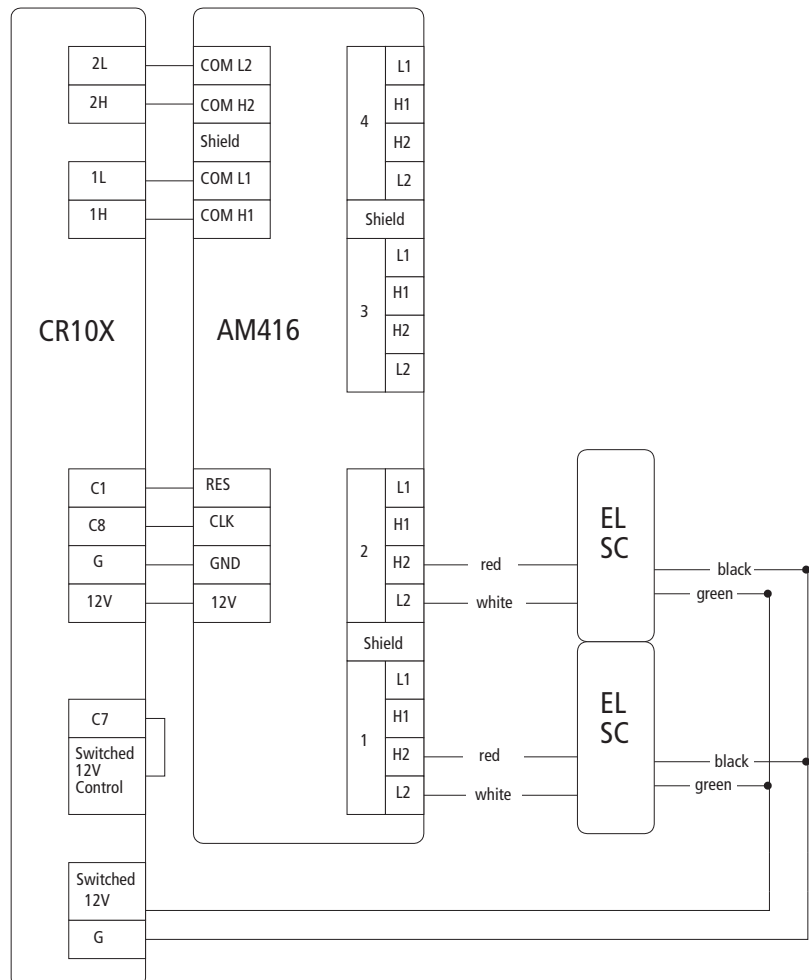 2L
2H
1L
1H
CR10X
C1
C8
G
12V
C7
Switched
12V
Control
Switched
12V
G
COM L2
COM H2
Shield
COM L1
COM H1
AM416
RES
CLK
GND
12V
4
L1
H1
H2
L2
Shield
3
L1
H1
H2
L2
2
L1
H1
H2
L2
Shield
1
L1
H1
H2
L2
red
white
red
white
EL
SC
EL
SC
black
green
black
green